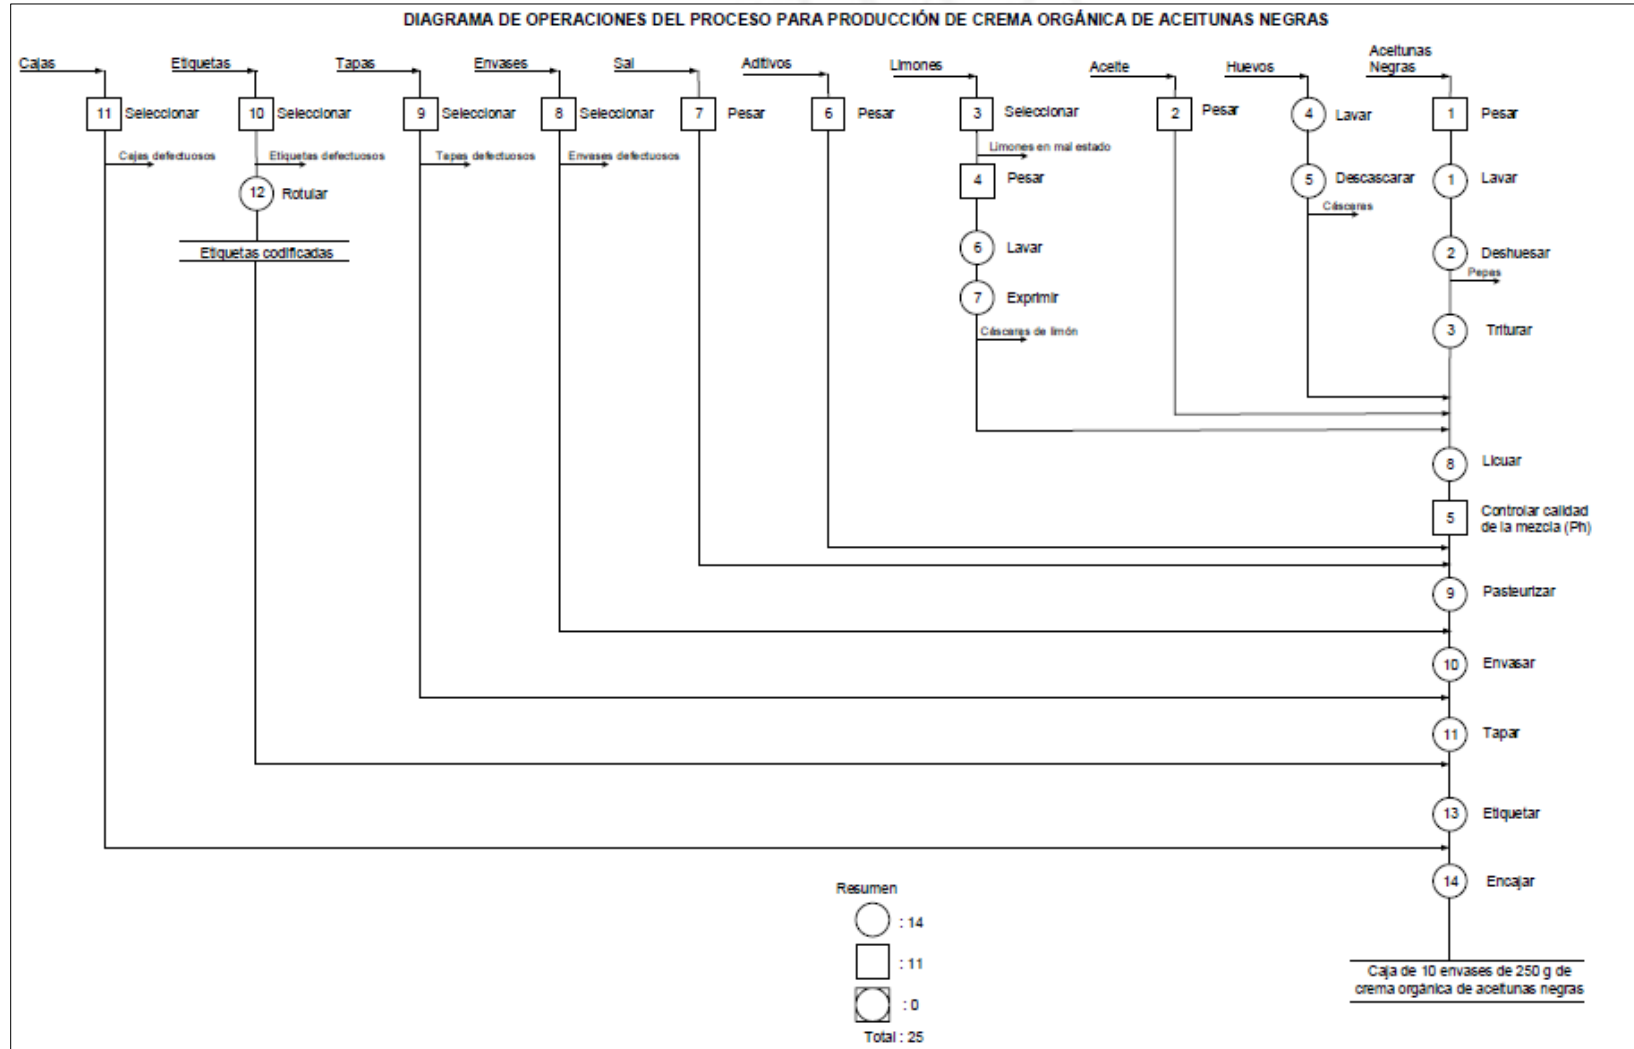 DIAGRAMA DE OPERACIONES DEL PROCESO PARA PRODUCCIÓN DE CREMA ORGÁNICA DE ACEITUNAS NEGRAS
Cajas
Etiquetas
Tapas
Envases
Sal
Aditivos
Limones
Aceite
Huevos
Aceitunas
Negras
11 Seleccionar
10 Seleccionar
9 Seleccionar
8 Seleccionar
7 Pesar
6 Pesar
3 Seleccionar
2 Pesar
4 Lavar
1 Pesar
Cajas defectuosos
Etiquetas defectuosos
Tapas defectuosos
Envases defectuosos
Limones en mal estado
12 Rotular
4 Pesar
5 Descascarar
1 Lavar
Cáscaras
Etiquetas codificadas
6 Lavar
2 Deshuesar
Pepas
7 Exprimir
Cáscaras de limón
3 Triturar
8 Licuar
5 Controlar calidad
de la mezcla (Ph)
9 Pasteurizar
10 Envasar
11 Tapar
13 Etiquetar
14 Encajar
Resumen
: 14
: 11
: 0
Total : 25
Caja de 10 envases de 250 g de
crema orgánica de aceitunas negras